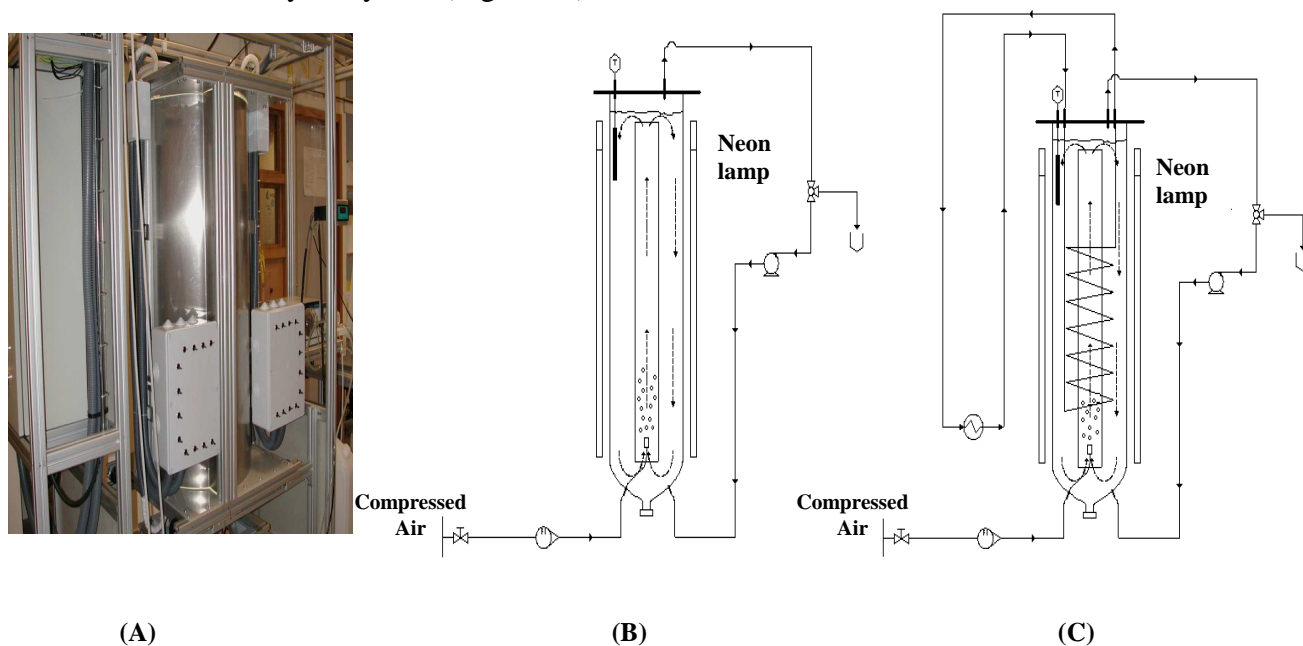 T
Neon
lamp
Compressed
Air
T
Neon
lamp
Compressed
Air
(A)
(B)
(C)